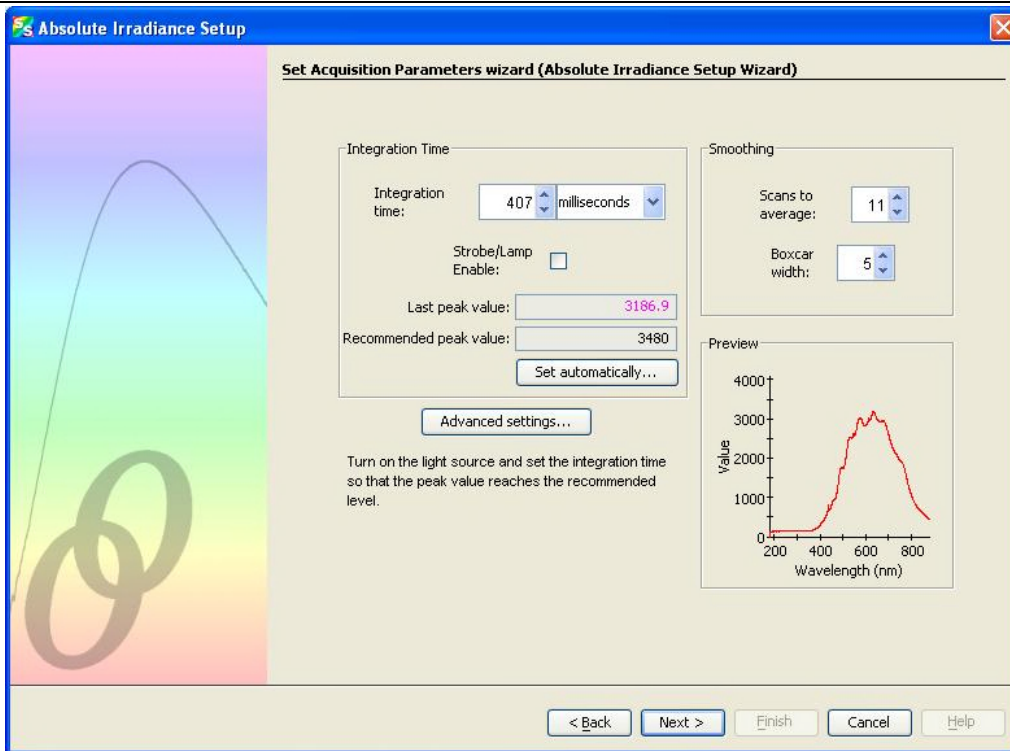 Absolute Irradiance Setup
Set Acquisition Parameters wizard (Absolute Irradiance Setup Wizard)
Integration Time
Integration
time:
407
milliseconds
Strobe/Lamp
Enable:
Last peak value:
3186.9
Recommended peak value:
3480
Set automatically...
Advanced settings...
Turn on the light source and set the integration time
so that the peak value reaches the recommended
level.
Smoothing
Scans to
average:
11
Boxcar
width:
5
Preview
4000
3000
2000
1000
0
Value
200 400 600 800
Wavelength (nm)
< Back
Next >
Finish
Cancel
Help